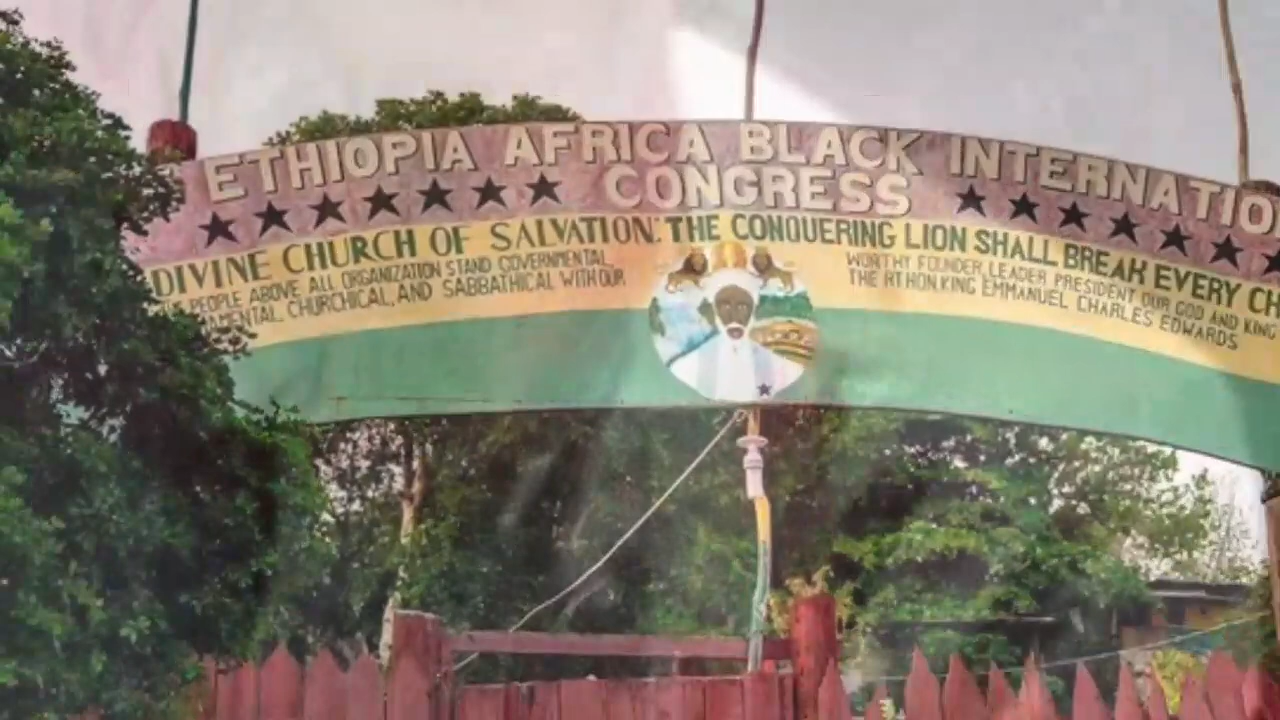 ETHIOPIA AFRICA BLACK INTERNATIO
CONGRESS
DIVINE CHURCH OF SALVATION: THE CONQUERING LION SHALL BREAK EVERY CH
PEOPLE ABOVE ALL ORGANIZATION STAND GOVERNMENTAL,
AMENTAL, CHURCHICAL, AND SABBATHICAL WITH OUR
WORTHY FOUNDER, LEADER PRESIDENT OUR GOD AND KING
THE RT HON. KING EMMANUEL CHARLES EDWARDS